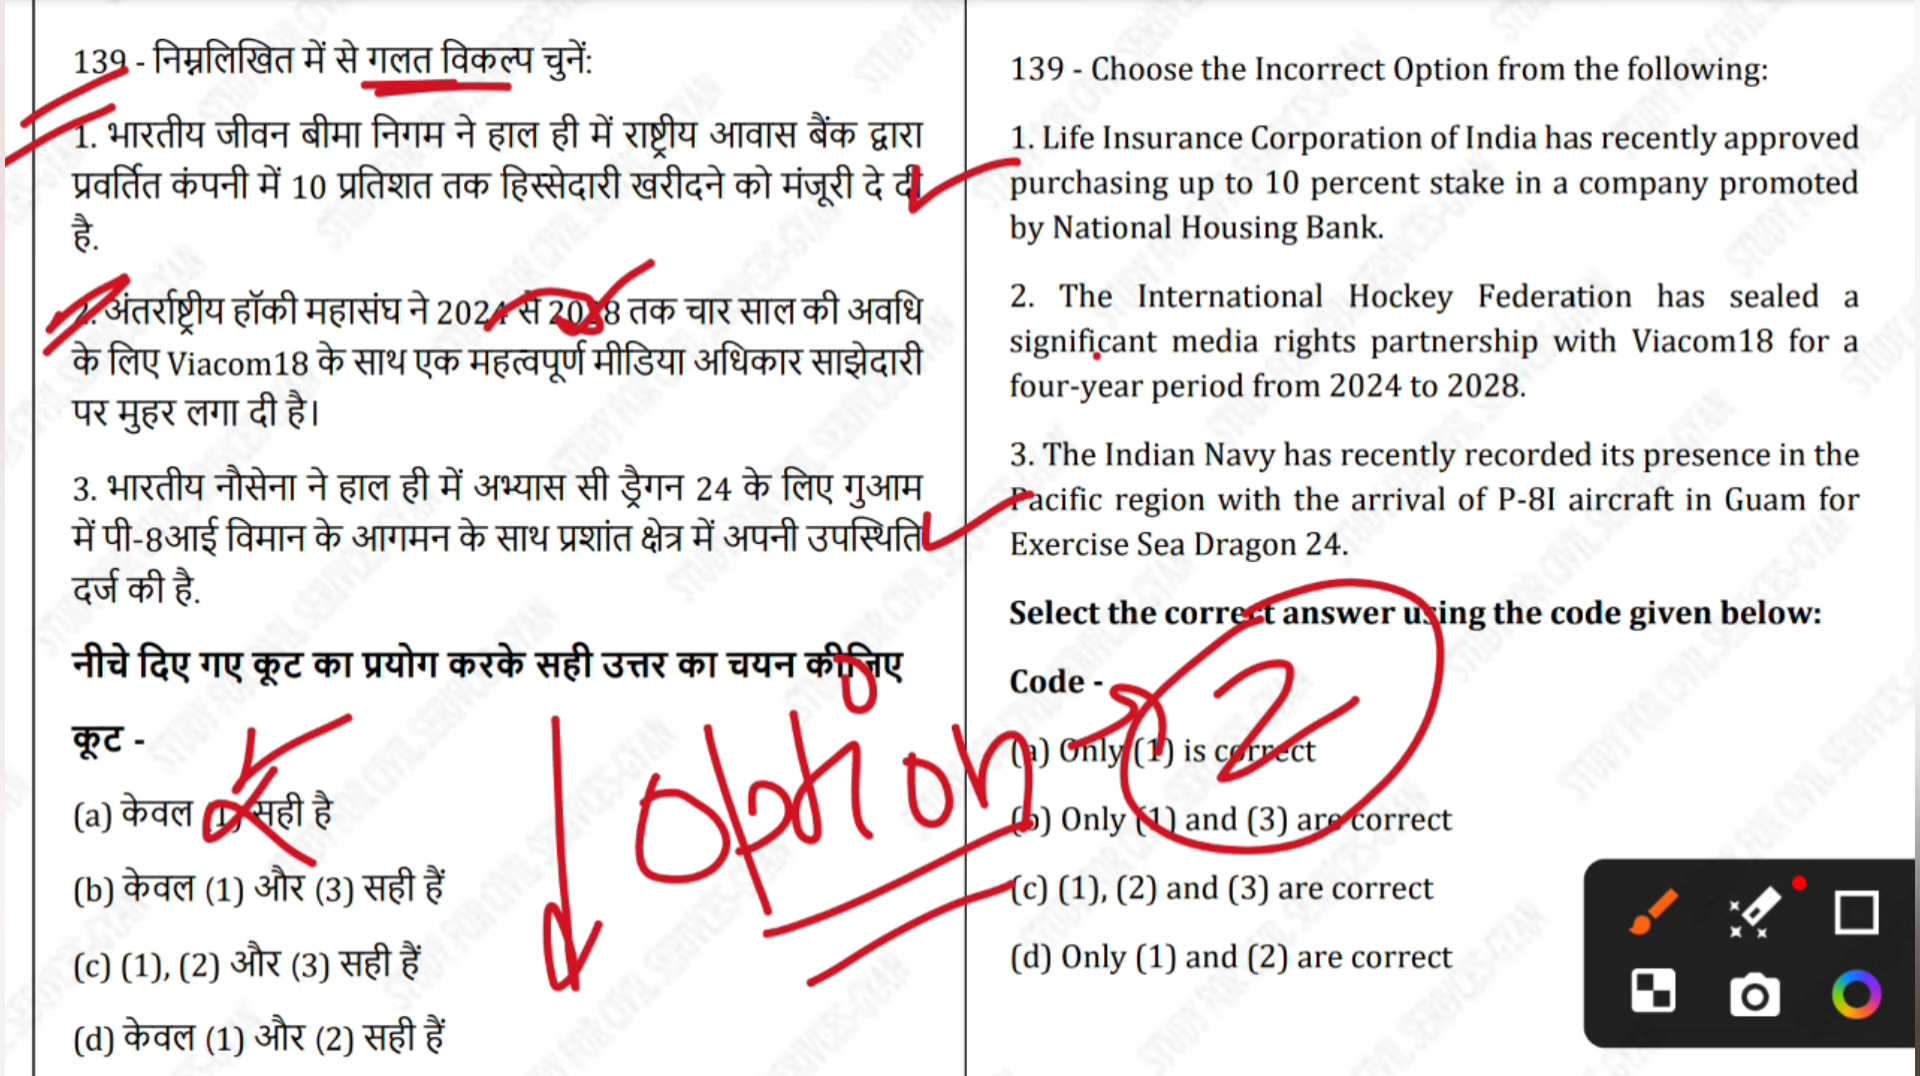 139 - निम्नलिखित में से गलत विकल्प चुनें:
1. भारतीय जीवन बीमा निगम ने हाल ही में राष्ट्रीय आवास बैंक द्वारा
प्रवर्तित कंपनी में 10 प्रतिशत तक हिस्सेदारी खरीदने को मंजूरी दे दी
है.
2. अंतर्राष्ट्रीय हॉकी महासंघ ने 2024 से 2028 तक चार साल की अवधि
के लिए Viacom18 के साथ एक महत्वपूर्ण मीडिया अधिकार साझेदारी
पर मुहर लगा दी है।
3. भारतीय नौसेना ने हाल ही में अभ्यास सी ड्रैगन 24 के लिए गुआम
में पी-8आई विमान के आगमन के साथ प्रशांत क्षेत्र में अपनी उपस्थिति
दर्ज की है.
नीचे दिए गए कूट का प्रयोग करके सही उत्तर का चयन कीजिए
कूट -
(a) केवल (1) सही है
(b) केवल (1) और (3) सही हैं
(c) (1), (2) और (3) सही हैं
(d) केवल (1) और (2) सही हैं
139 - Choose the Incorrect Option from the following:
1. Life Insurance Corporation of India has recently approved
purchasing up to 10 percent stake in a company promoted
by National Housing Bank.
2. The International Hockey Federation has sealed a
significant media rights partnership with Viacom18 for a
four-year period from 2024 to 2028.
3. The Indian Navy has recently recorded its presence in the
Pacific region with the arrival of P-8I aircraft in Guam for
Exercise Sea Dragon 24.
Select the correct answer using the code given below:
Code -
(a) Only (1) is correct
(b) Only (1) and (3) are correct
(c) (1), (2) and (3) are correct
(d) Only (1) and (2) are correct
Option → 2
STUDY FOR CIVIL SERIVCES-GYAN